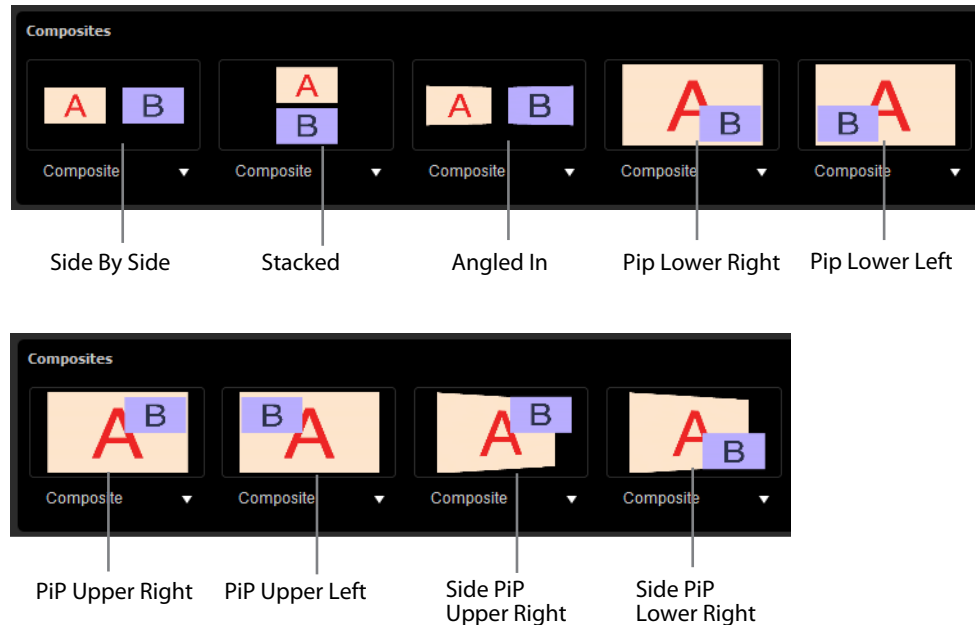 Composites
A B
A
B
A B
A B
B A
Composite Composite Composite Composite Composite
Side By Side Stacked Angled In Pip Lower Right Pip Lower Left
Composites
A B
B A
A B
A B
Composite Composite Composite Composite
PiP Upper Right PiP Upper Left Side PiP
Upper Right Side PiP
Lower Right